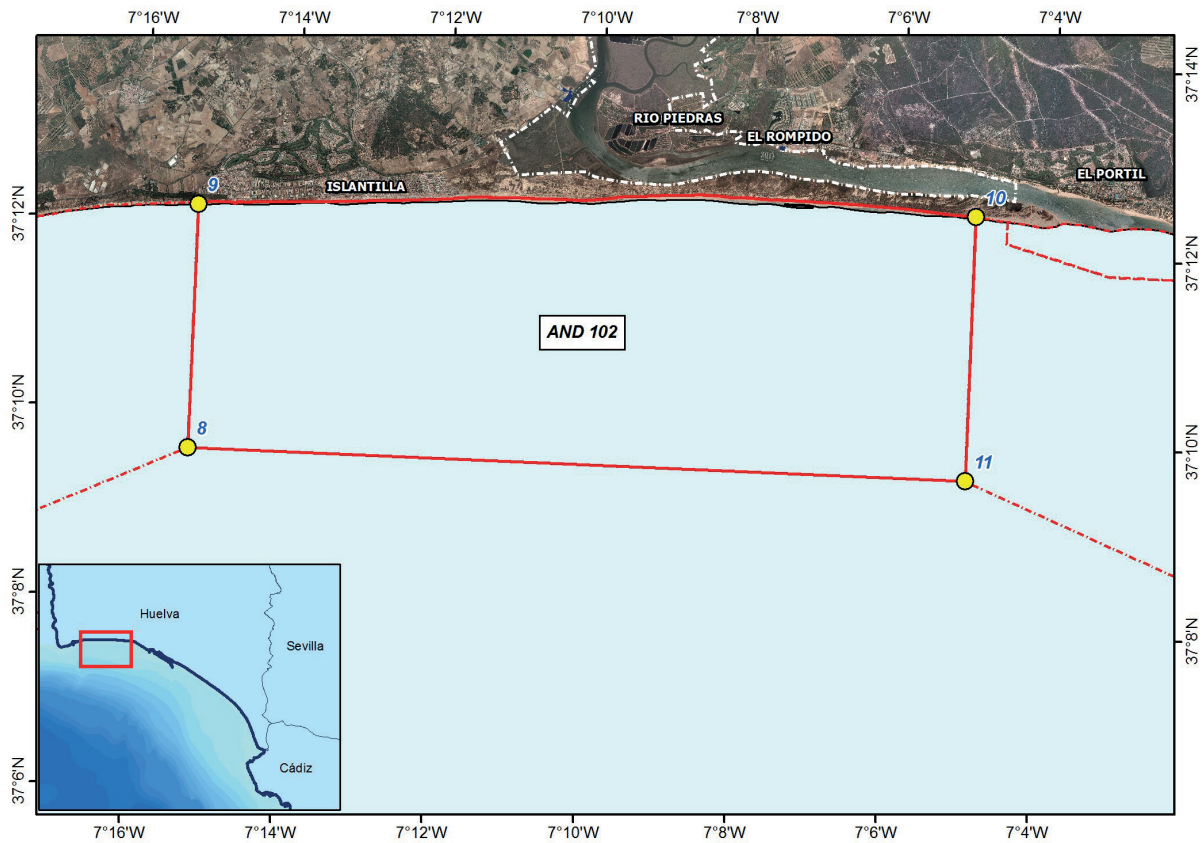 7°16'W 7°14'W 7°12'W 7°10'W 7°8'W 7°6'W 7°4'W
37°14'N
RIO PIEDRAS
EL ROMPIDO
EL PORTIL
ISLANTILLA
9
10
37°12'N
37°12'N
AND 102
37°10'N
8
37°10'N
11
37°8'N
Huelva
Sevilla
37°8'N
Cádiz
37°6'N
7°16'W 7°14'W 7°12'W 7°10'W 7°8'W 7°6'W 7°4'W